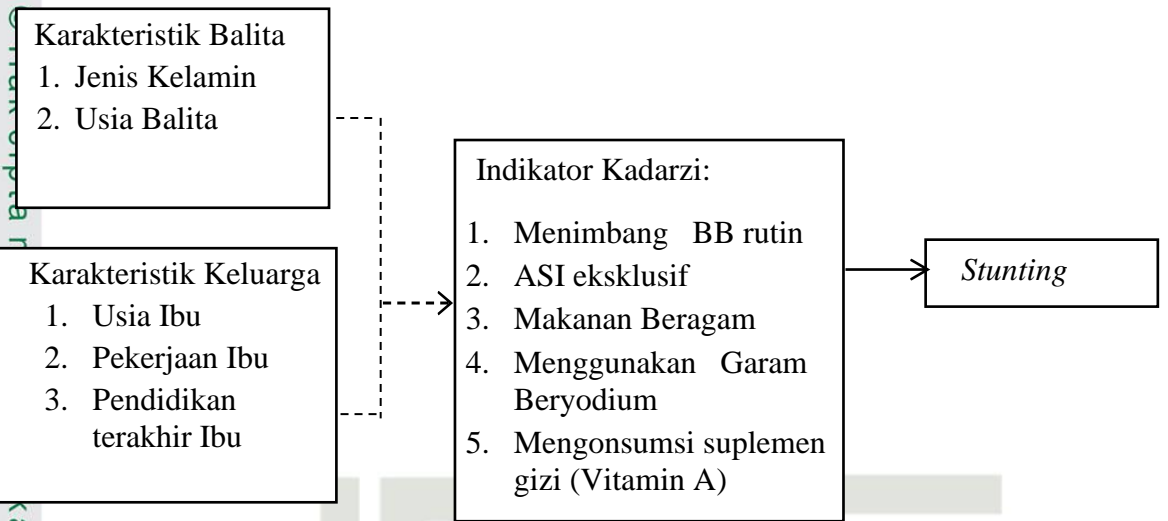 Karakteristik Balita
1. Jenis Kelamin
2. Usia Balita
Karakteristik Keluarga
1. Usia Ibu
2. Pekerjaan Ibu
3. Pendidikan
terakhir Ibu
Indikator Kadarzi:
1. Menimbang BB rutin
2. ASI eksklusif
3. Makanan Beragam
4. Menggunakan Garam
Beryodium
5. Mengonsumsi suplemen
gizi (Vitamin A)
Stunting